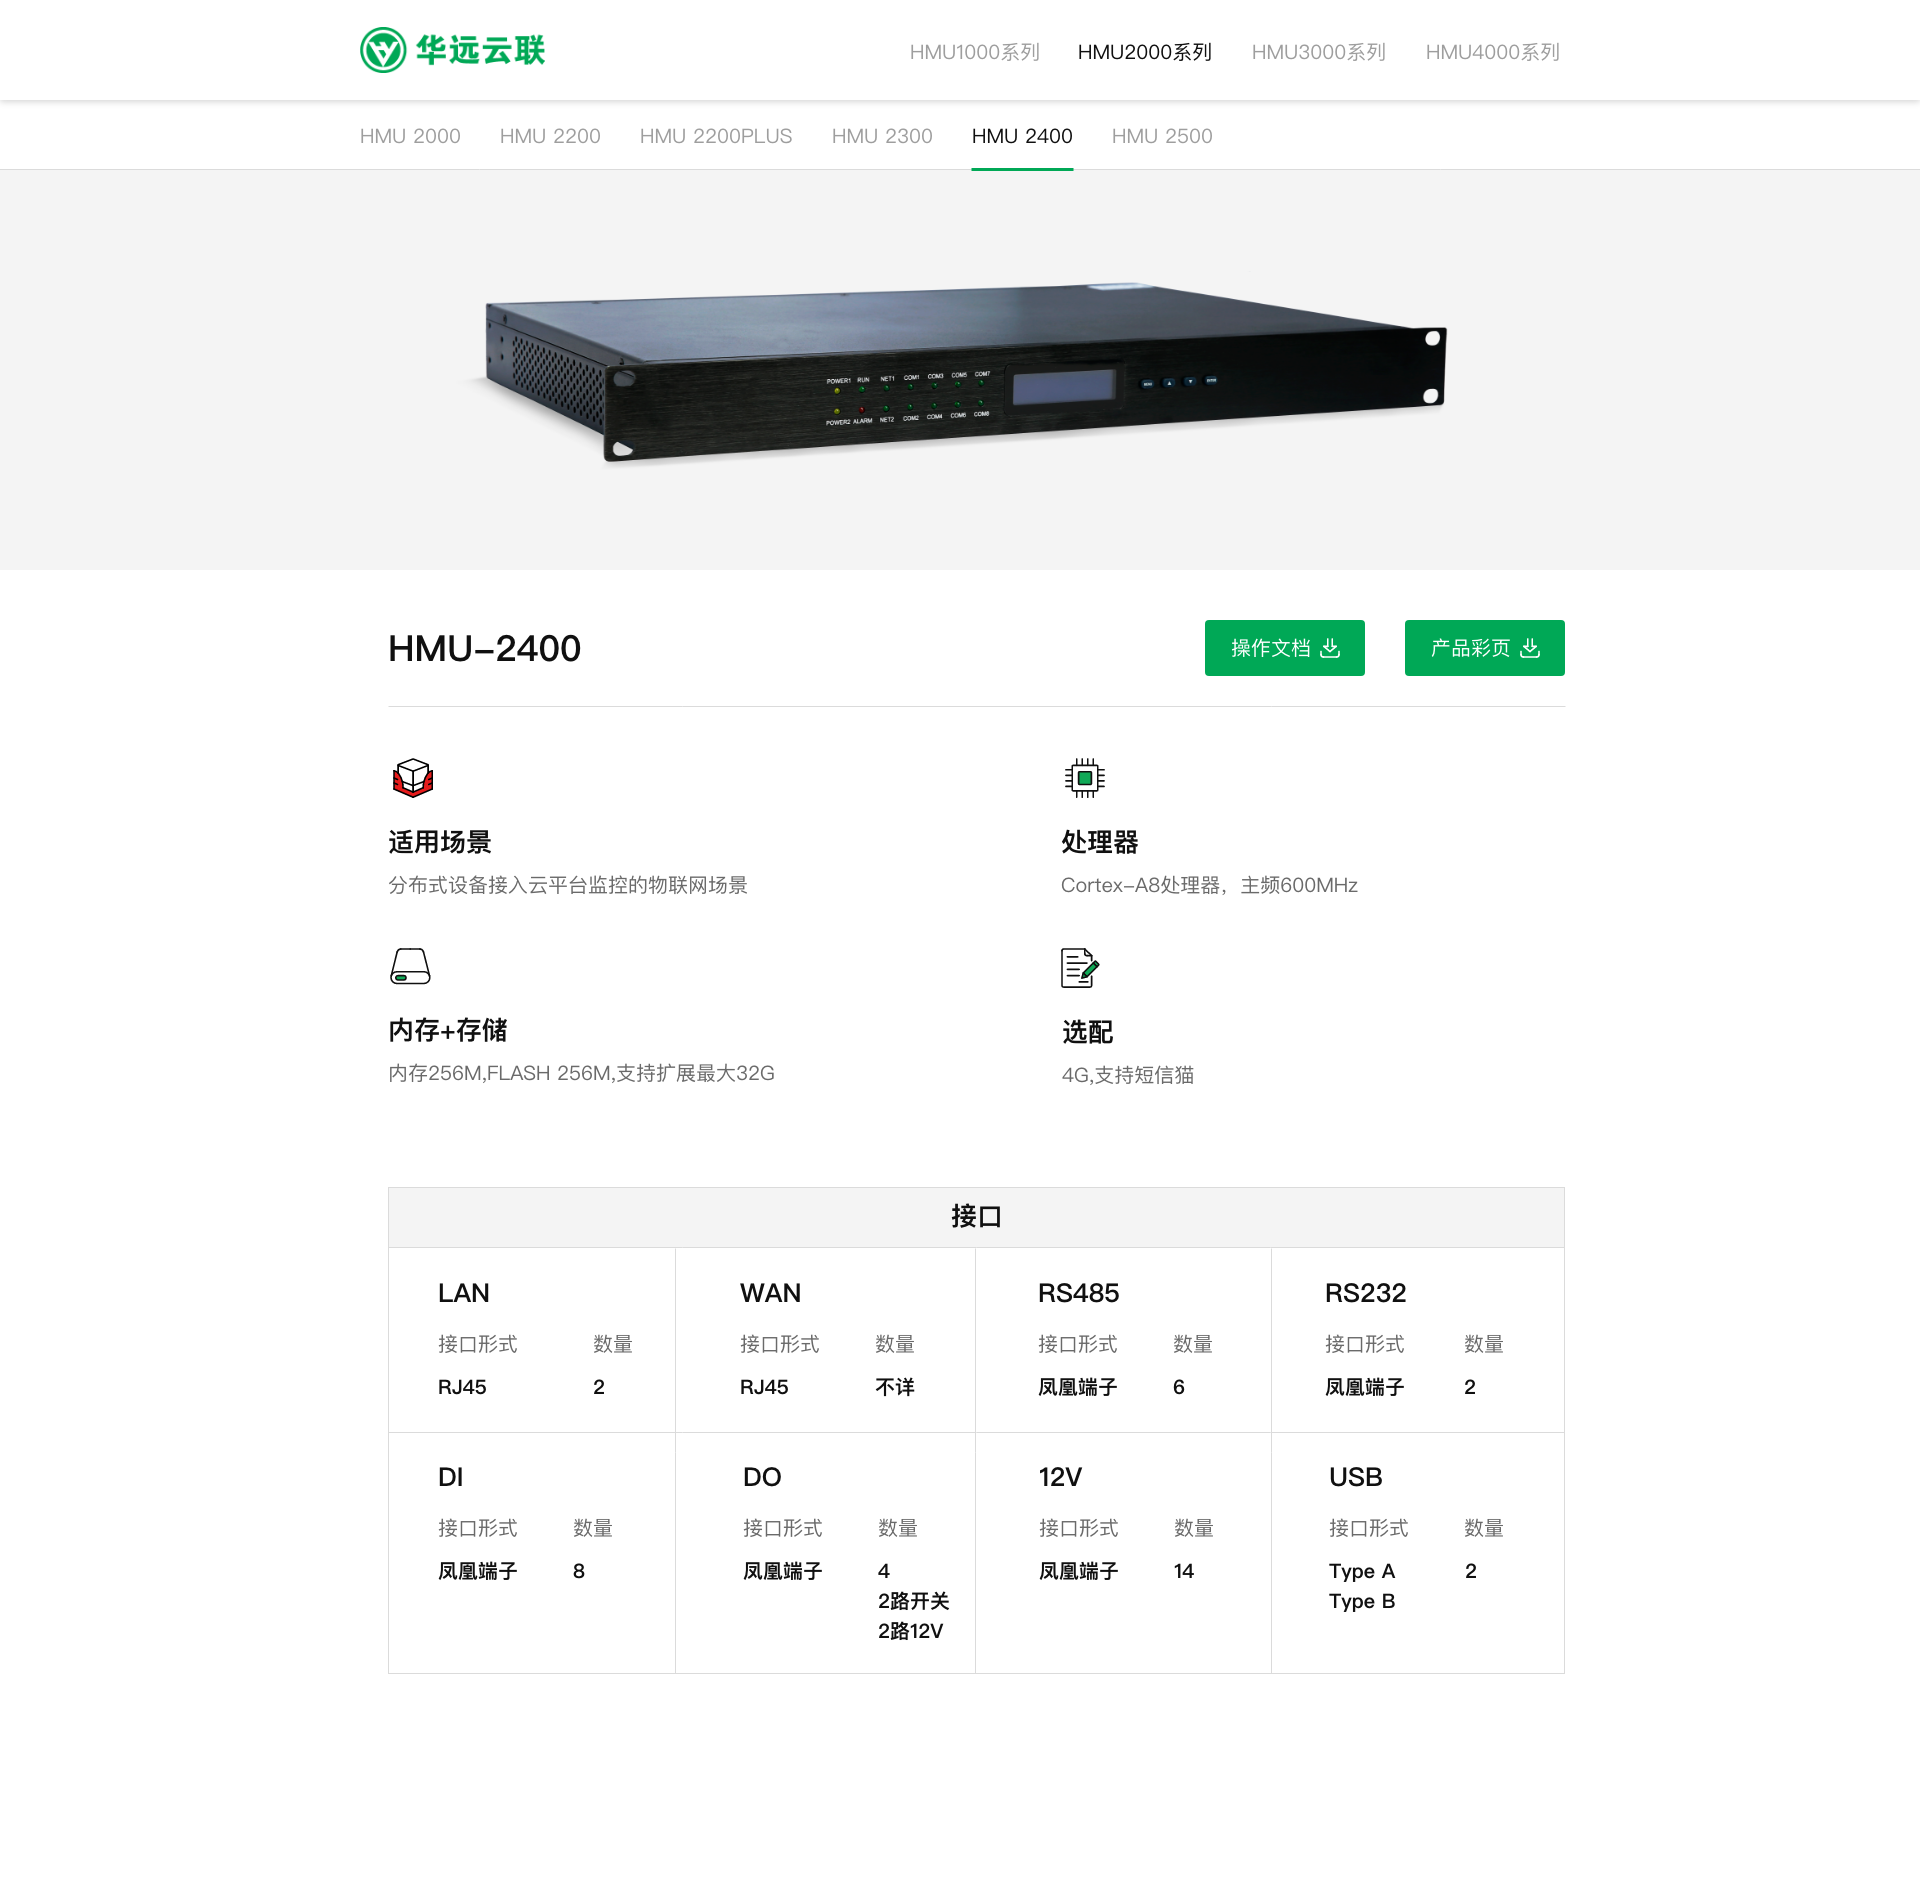 华远云联
HMU1000系列 HMU2000系列 HMU3000系列 HMU4000系列
HMU 2000 HMU 2200 HMU 2200PLUS HMU 2300 HMU 2400 HMU 2500
POWER1 RUN NET1 COM1 COM3 COM5 COM7
POWER2 ALARM NET2 COM2 COM4 COM6 COM8
HMU-2400
操作文档 产品彩页
适用场景 处理器
分布式设备接入云平台监控的物联网场景 Cortex-A8处理器，主频600MHz
内存+存储 选配
内存256M,FLASH 256M,支持扩展最大32G 4G,支持短信猫
接口
LAN WAN RS485 RS232
接口形式 数量 接口形式 数量 接口形式 数量 接口形式 数量
RJ45 2 RJ45 不详 凤凰端子 6 凤凰端子 2
DI DO 12V USB
接口形式 数量 接口形式 数量 接口形式 数量 接口形式 数量
凤凰端子 8 凤凰端子 4 凤凰端子 14 Type A 2
2路开关 Type B
2路12V